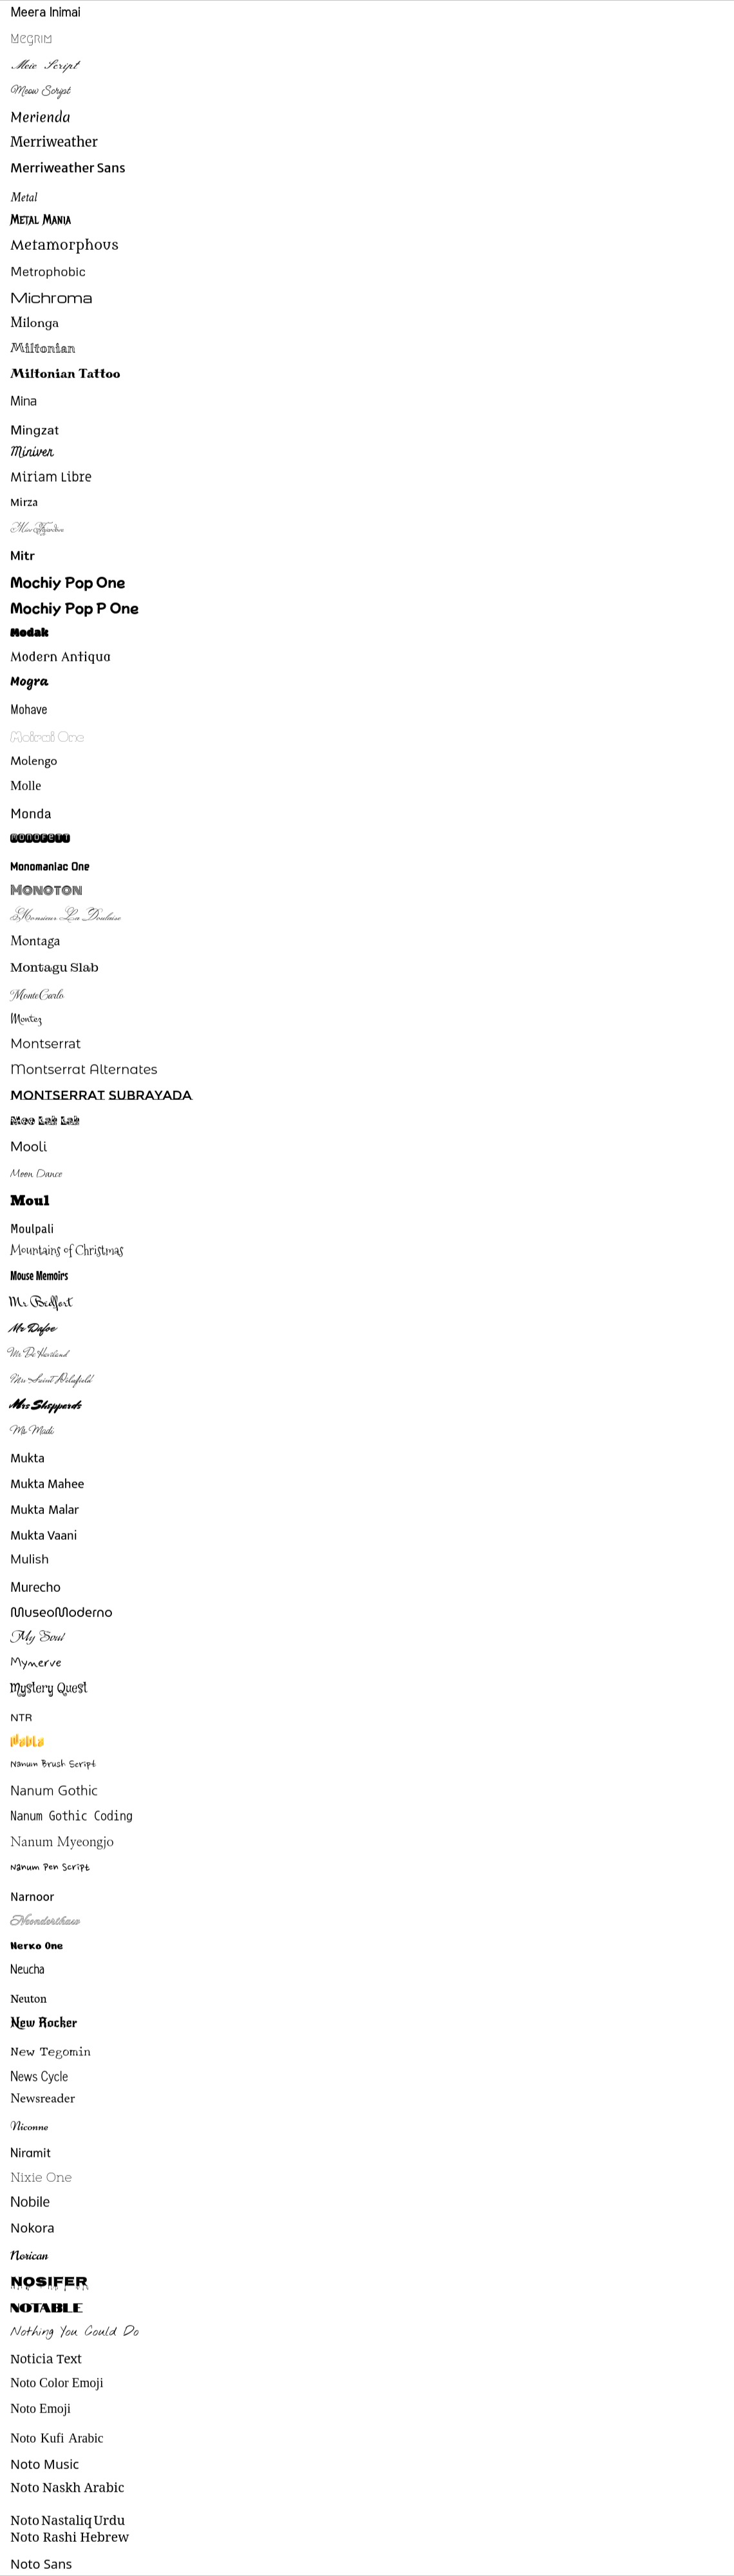 Meera Inimai
Megrim
Meie Script
Meow Script
Merienda
Merriweather
Merriweather Sans
Metal
Metal Mania
Metamorphous
Metrophobic
Michroma
Milonga
Miltonian
Miltonian Tattoo
Mina
Mingzat
Miniver
Miriam Libre
Mirza
Miss Fajardose
Mitr
Mochiy Pop One
Mochiy Pop P One
Modak
Modern Antiqua
Mogra
Mohave
Moirai One
Molengo
Molle
Monda
Monofett
Monomaniac One
Monoton
Monsieur La Doulaise
Montaga
Montagu Slab
MonteCarlo
Montez
Montserrat
Montserrat Alternates
MONTSERRAT SUBRAYADA
Moo Lah Lah
Mooli
Moon Dance
Moul
Moulpali
Mountains of Christmas
Mouse Memoirs
Mr Bedfort
Mr Dafoe
Mr De Haviland
Mrs Saint Delafield
Mrs Sheppards
Ms Madi
Mukta
Mukta Mahee
Mukta Malar
Mukta Vaani
Mulish
Murecho
MuseoModerno
My Soul
Mynerve
Mystery Quest
NTR
Nabla
Nanum Brush Script
Nanum Gothic
Nanum Gothic Coding
Nanum Myeongjo
Nanum Pen Script
Narnoor
Neonderthaw
Nerko One
Neucha
Neuton
New Rocker
New Tegomin
News Cycle
Newsreader
Niconne
Niramit
Nixie One
Nobile
Nokora
Norican
NOSIFER
NOTABLE
Nothing You Could Do
Noticia Text
Noto Color Emoji
Noto Emoji
Noto Kufi Arabic
Noto Music
Noto Naskh Arabic
Noto Nastaliq Urdu
Noto Rashi Hebrew
Noto Sans